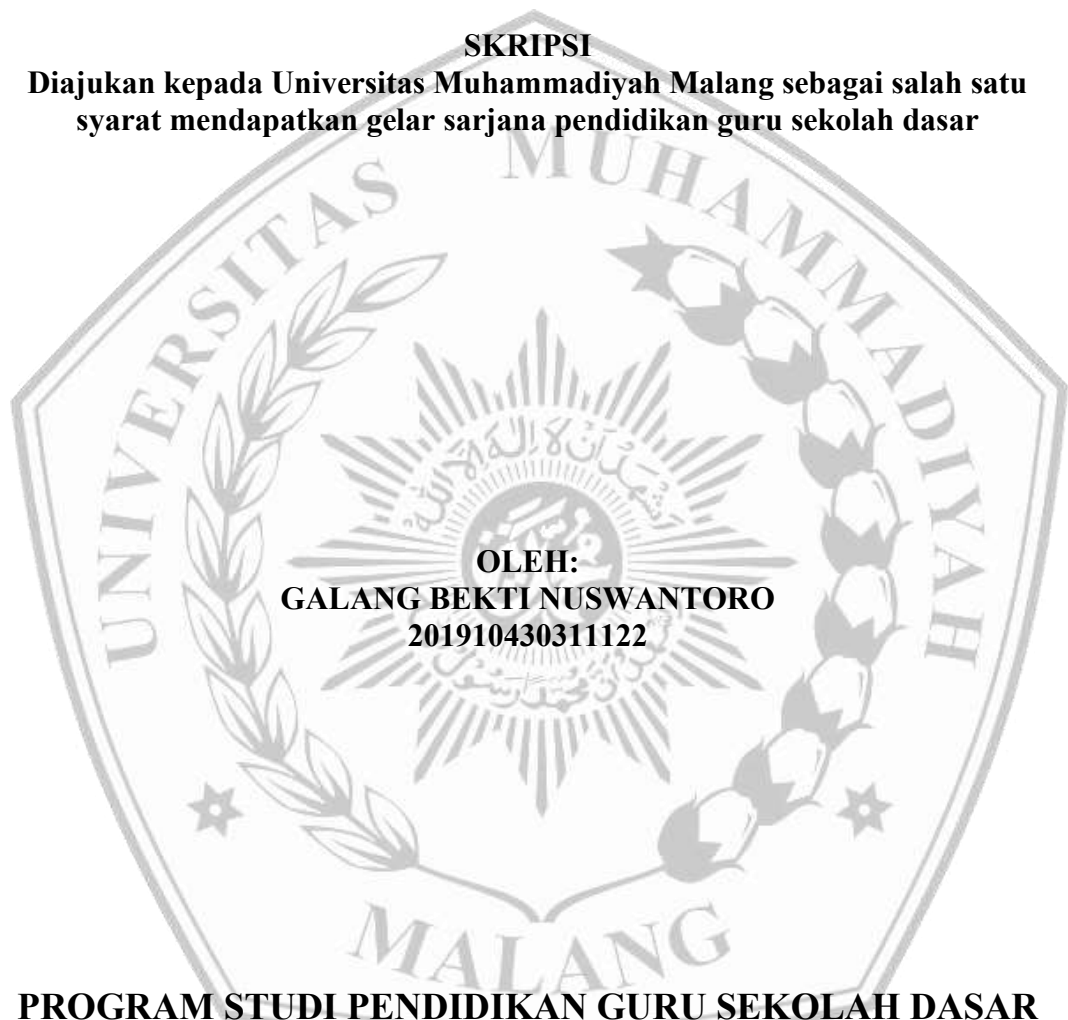 SKRIPSI
Diajukan kepada Universitas Muhammadiyah Malang sebagai salah satu
syarat mendapatkan gelar sarjana pendidikan guru sekolah dasar
UNIVERSITAS MUHAMMADIYAH
OLEH:
GALANG BEKTI NUSWANTORO
201910430311122
MALANG
PROGRAM STUDI PENDIDIKAN GURU SEKOLAH DASAR